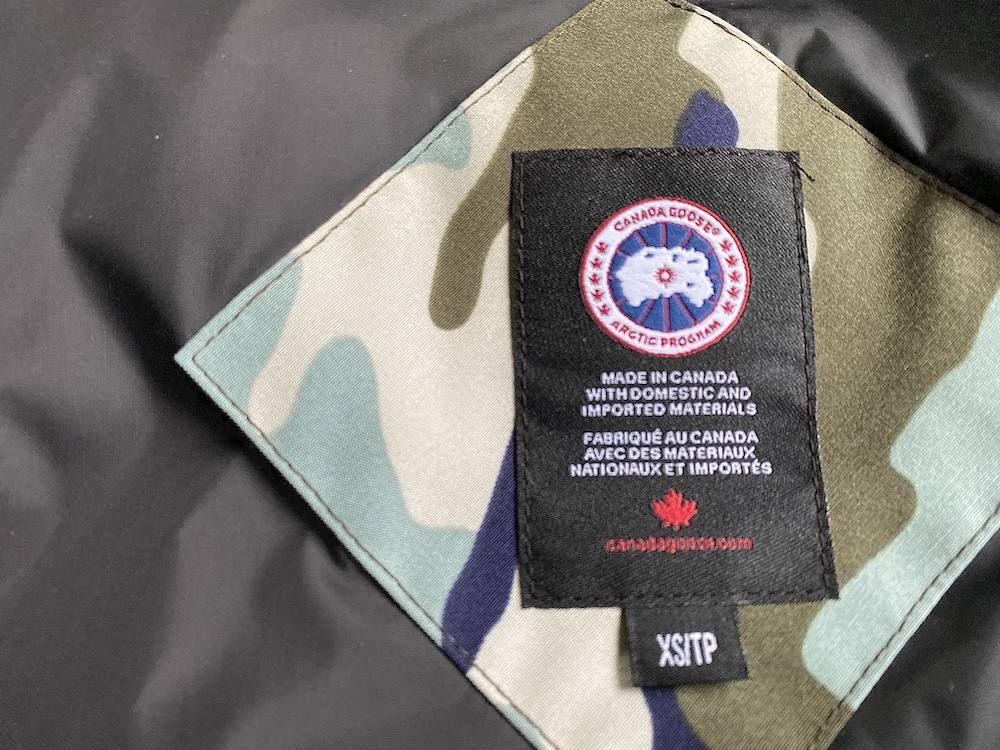 CANADA GOOSE®
ARCTIC PROGRAM
MADE IN CANADA
WITH DOMESTIC AND
IMPORTED MATERIALS
FABRIQUÉ AU CANADA
AVEC DES MATERIAUX
NATIONAUX ET IMPORTÉS
canadagoose.com
XS/TP